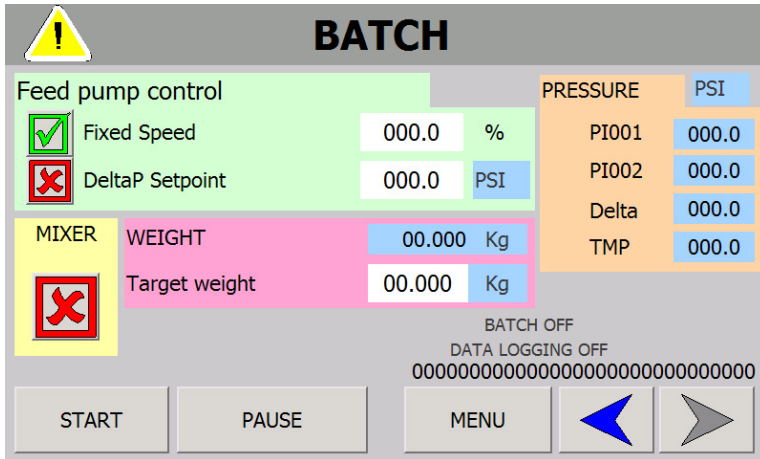 BATCH
Feed pump control
Fixed Speed 000.0 %
DeltaP Setpoint 000.0 PSI
PRESSURE PSI
PI001 000.0
PI002 000.0
Delta 000.0
TMP 000.0
MIXER
WEIGHT 00.000 Kg
Target weight 00.000 Kg
BATCH OFF
DATA LOGGING OFF
00000000000000000000000000000000
START PAUSE MENU